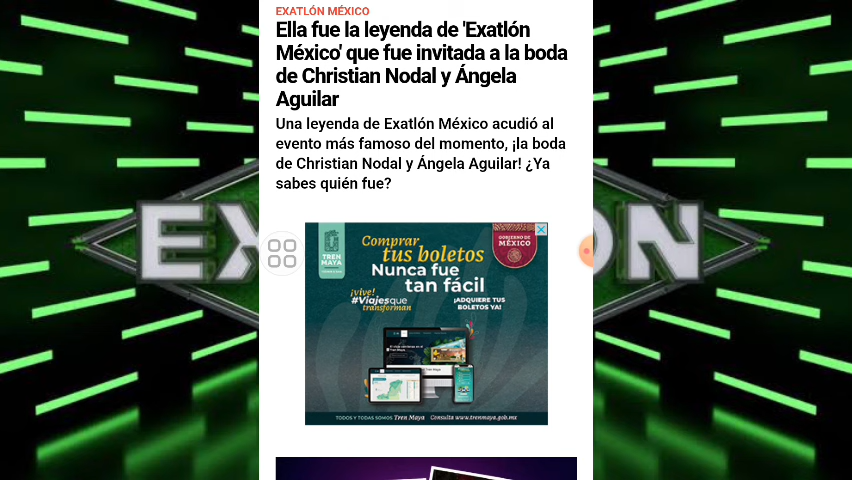 EXATLÓN MÉXICO
Ella fue la leyenda de 'Exatlón
México' que fue invitada a la boda
de Christian Nodal y Ángela
Aguilar
Una leyenda de Exatlón México acudió al
evento más famoso del momento, ¡la boda
de Christian Nodal y Ángela Aguilar! ¿Ya
sabes quién fue?
EX
ON
TREN
MAYA
GOBIERNO DE
MÉXICO
Comprar
tus boletos
Nunca fue
tan fácil
¡vive!
#Viajesque
transforman
¡ADQUIERE TUS
BOLETOS YA!
TODOS Y TODAS SOMOS Tren Maya Consulta www.trenmaya.gob.mx